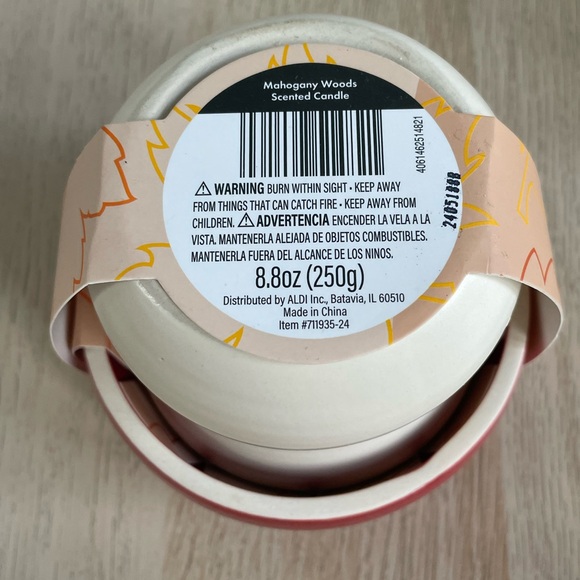 Mahogany Woods
Scented Candle
4061462514821
⚠ WARNING BURN WITHIN SIGHT • KEEP AWAY
FROM THINGS THAT CAN CATCH FIRE • KEEP AWAY FROM
CHILDREN. ⚠ ADVERTENCIA ENCENDER LA VELA A LA
VISTA. MANTENERLA ALEJADA DE OBJETOS COMBUSTIBLES.
MANTENERLA FUERA DEL ALCANCE DE LOS NINOS.
8.8oz (250g)
Distributed by ALDI Inc., Batavia, IL 60510
Made in China
Item #711935-24